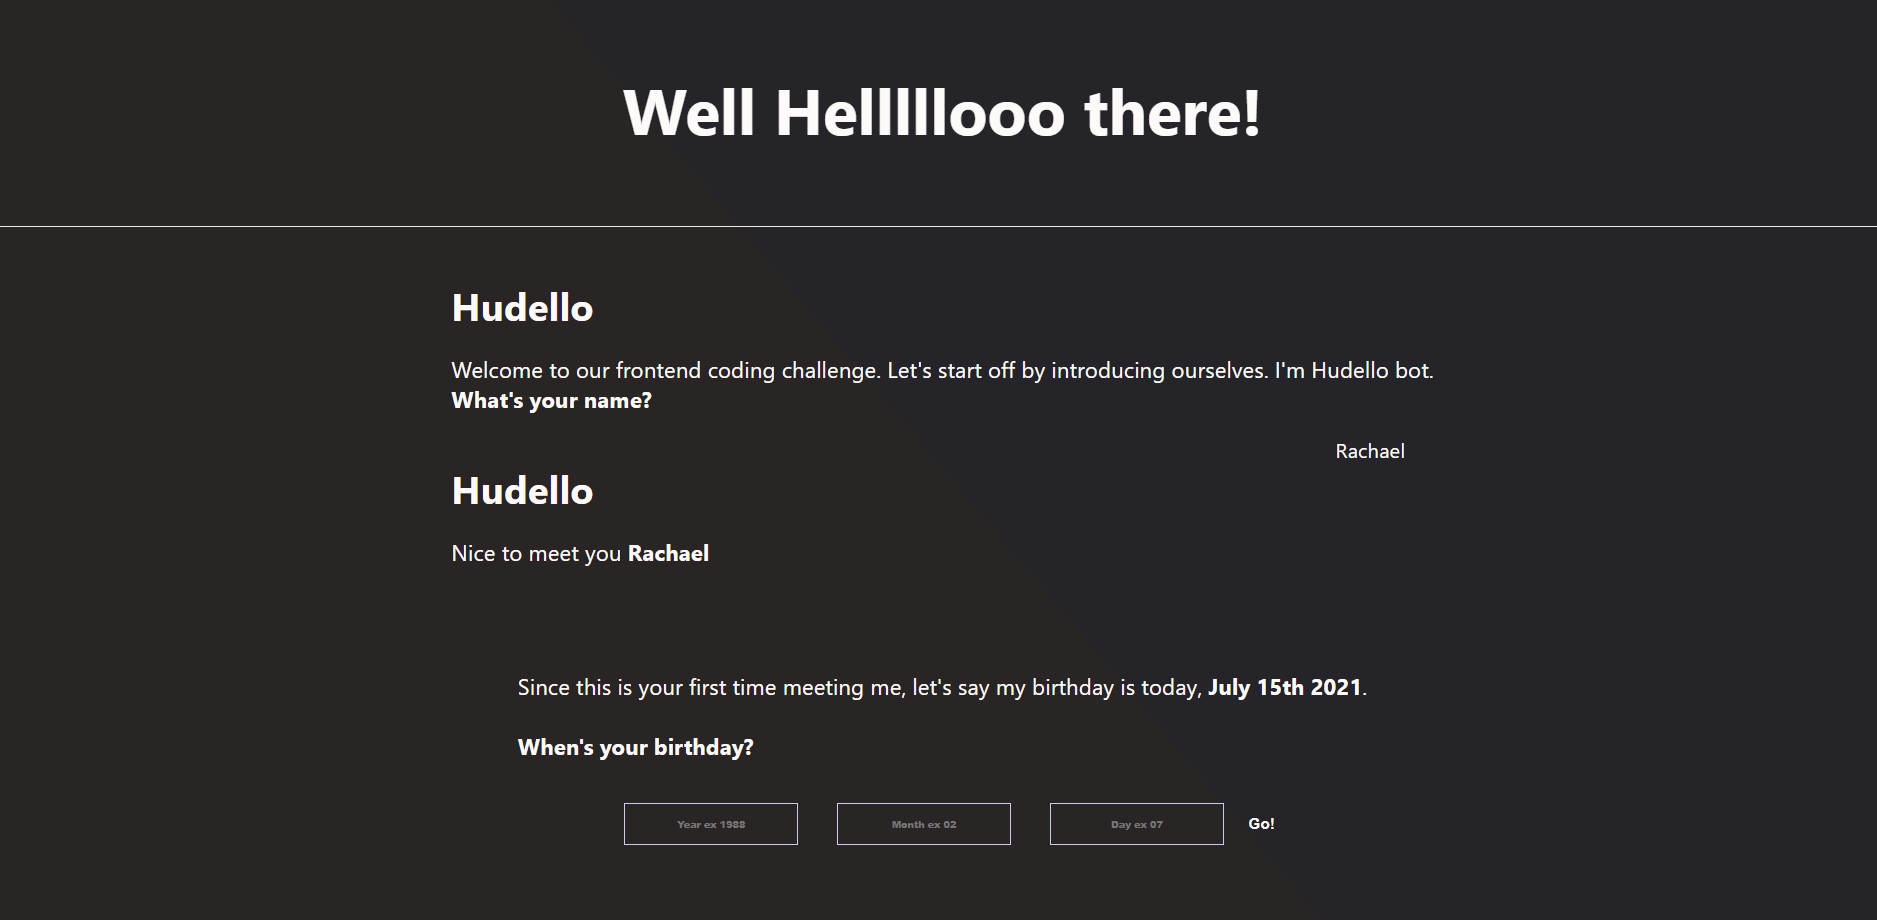 Well Helllllooo there!
Hudello
Welcome to our frontend coding challenge. Let's start off by introducing ourselves. I'm Hudello bot.
What's your name?
Rachael
Hudello
Nice to meet you Rachael
Since this is your first time meeting me, let's say my birthday is today, July 15th 2021.
When's your birthday?
Year ex 1988 Month ex 02 Day ex 07 Go!